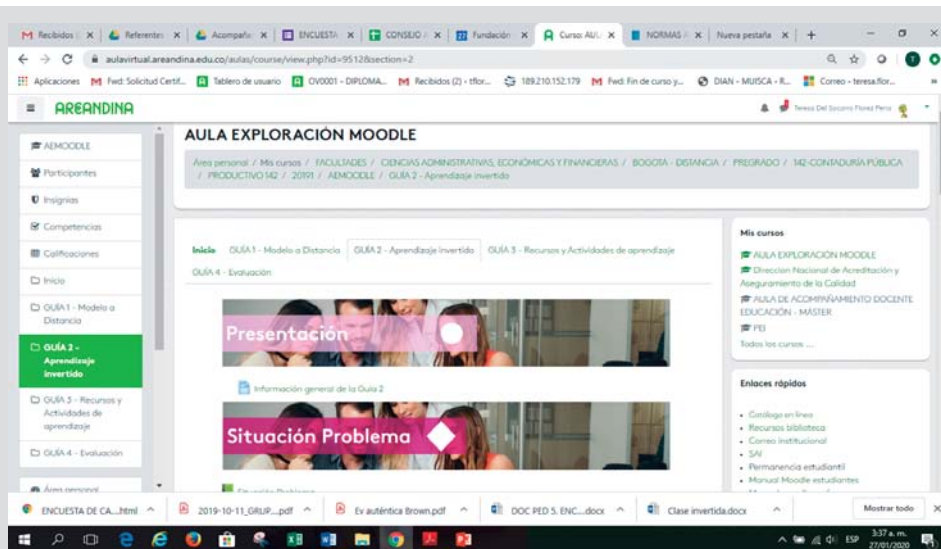 Recibidos
Referentes
Acompaña
ENCUESTA
CONSEJO
Fundación
Curso: AUL
NORMAS
Nueva pestaña
aulavirtual.areandina.edu.co/aulas/course/view.php?id=9512&section=2
Aplicaciones
Fwd: Solicitud Certif...
Tablero de usuario
OV0001 - DIPLOMA...
Recibidos (2) - tflor...
189.210.152.179
Fwd: Fin de curso y...
DIAN - MUISCA - R...
Correo - teresa.flor...
AREANDINA
Teresa Del Socorro Florez Peria
AEMOODLE
Participantes
Insignias
Competencias
Calificaciones
Inicio
GUÍA 1 - Modelo a
Distancia
GUÍA 2 -
Aprendizaje
invertido
GUÍA 3 - Recursos y
Actividades de
aprendizaje
GUÍA 4 - Evaluación
Área personal
AULA EXPLORACIÓN MOODLE
Área personal / Mis cursos / FACULTADES / CIENCIAS ADMINISTRATIVAS, ECONÓMICAS Y FINANCIERAS / BOGOTA - DISTANCIA / PREGRADO / 142-CONTADURÍA PÚBLICA
/ PRODUCTIVO 142 / 20191 / AEMOODLE / GUÍA 2 - Aprendizaje invertido
Inicio GUÍA 1 - Modelo a Distancia GUÍA 2 - Aprendizaje invertido GUÍA 3 - Recursos y Actividades de aprendizaje
GUÍA 4 - Evaluación
Presentación
Información general de la Guía 2
Situación Problema
Situación Problema
Mis cursos
AULA EXPLORACIÓN MOODLE
Direccion Nacional de Acreditación y
Aseguramiento de la Calidad
AULA DE ACOMPAÑAMIENTO DOCENTE
EDUCACIÓN - MASTER
PEI
Todos los cursos ...
Enlaces rápidos
Catálogo en línea
Recursos biblioteca
Correo institucional
SAI
Permanencia estudiantil
Manual Moodle estudiantes
ENCUESTA DE CA....html
2019-10-11_GRUP...pdf
Ev auténtica Brown.pdf
DOC PED 5. ENC...docx
Clase invertida.docx
Mostrar todo
ESP
3:37 a. m.
27/01/2020